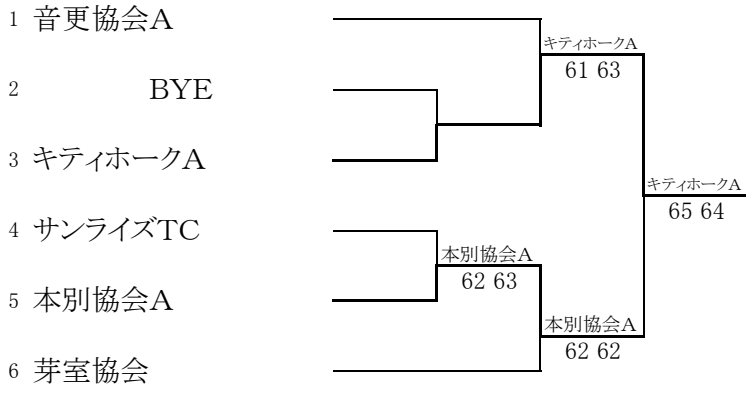 1 音更協会A
キティホークA
61 63
2 BYE
3 キティホークA
キティホークA
65 64
4 サンライズTC
本別協会A
62 63
5 本別協会A
本別協会A
62 62
6 芽室協会